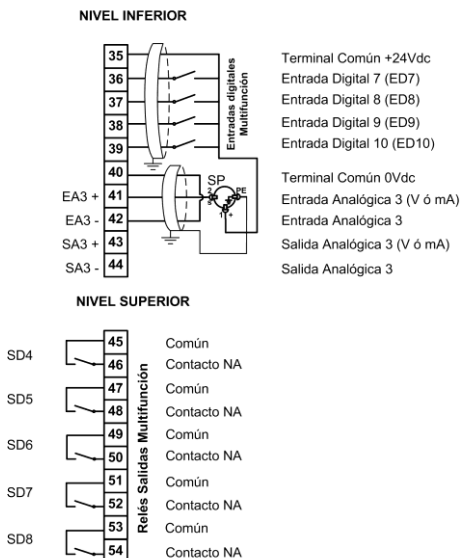 NIVEL INFERIOR
35 Terminal Común +24Vdc
36 Entrada Digital 7 (ED7)
37 Entrada Digital 8 (ED8)
38 Entrada Digital 9 (ED9)
39 Entrada Digital 10 (ED10)
Entradas digitales
Multifunción
40 Terminal Común 0Vdc
EA3 + 41 Entrada Analógica 3 (V ó mA)
EA3 - 42 Entrada Analógica 3
SA3 + 43 Salida Analógica 3 (V ó mA)
SA3 - 44 Salida Analógica 3
SP
PE
2
S
1 +
NIVEL SUPERIOR
45 Común
SD4
46 Contacto NA
47 Común
SD5
48 Contacto NA
49 Común
SD6
50 Contacto NA
51 Común
SD7
52 Contacto NA
53 Común
SD8
54 Contacto NA
Relés Salidas Multifunción